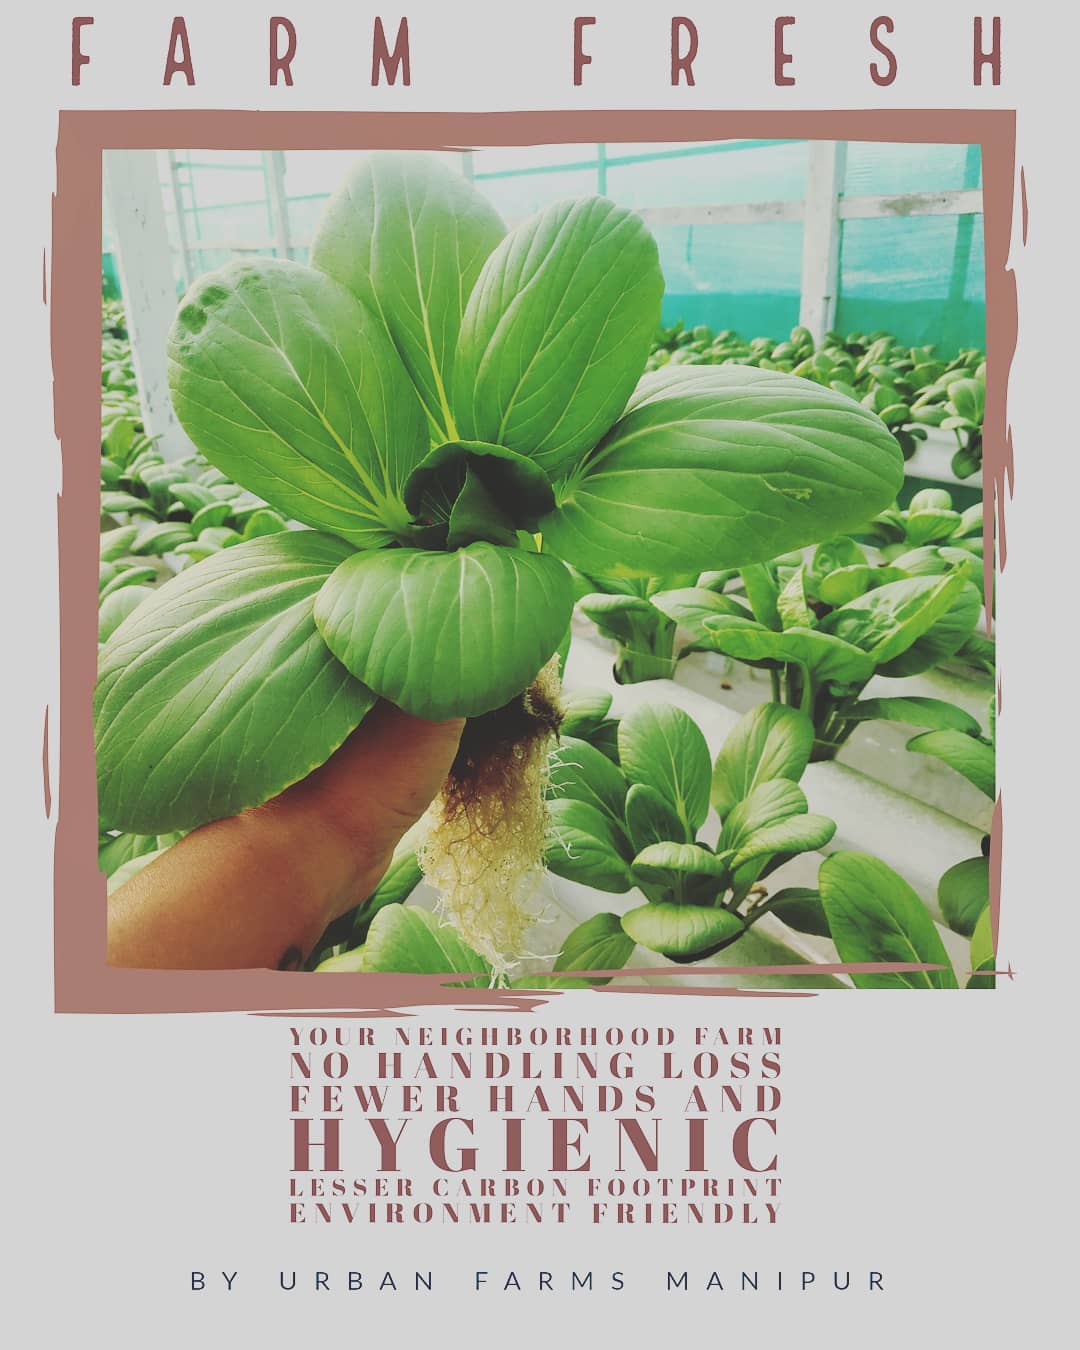 FARM FRESH
YOUR NEIGHBORHOOD FARM
NO HANDLING LOSS
FEWER HANDS AND
HYGIENIC
LESSER CARBON FOOTPRINT
ENVIRONMENT FRIENDLY
BY URBAN FARMS MANIPUR